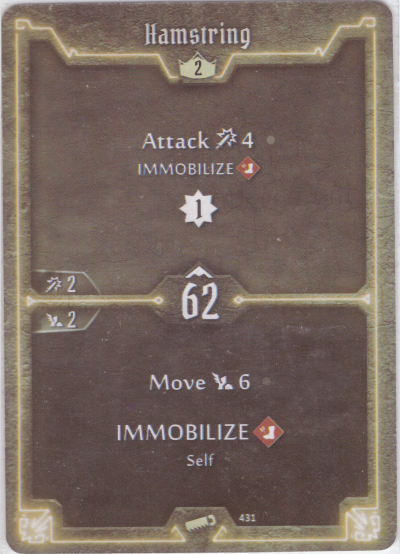 Hamstring
2
Attack 4
IMMOBILIZE
1
2
62
2
Move 6
IMMOBILIZE
Self
431